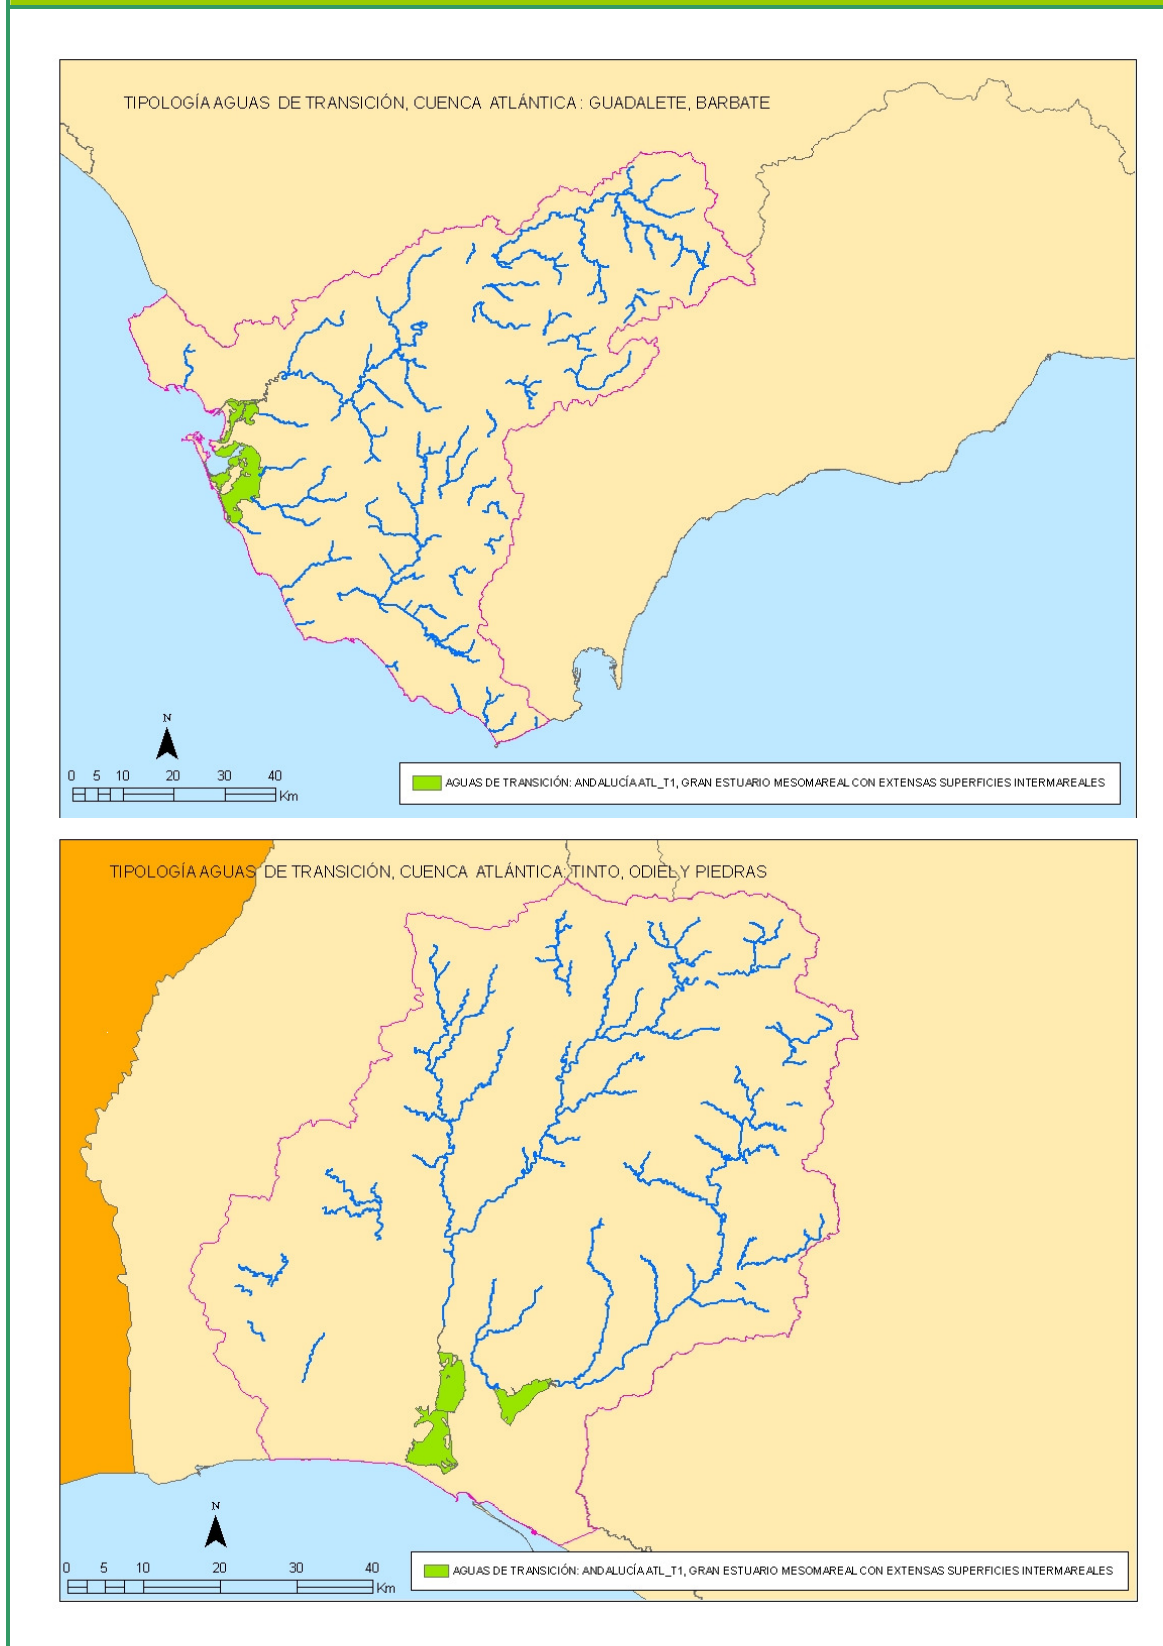 TIPOLOGÍA AGUAS DE TRANSICIÓN, CUENCA ATLÁNTICA : GUADALETE, BARBATE
N
0 5 10 20 30 40
Km
AGUAS DE TRANSICIÓN: ANDALUCÍA ATL_T1, GRAN ESTUARIO MESOMAREAL CON EXTENSAS SUPERFICIES INTERMAREALES
TIPOLOGÍA AGUAS DE TRANSICIÓN, CUENCA ATLÁNTICA: TINTO, ODIEL Y PIEDRAS
N
0 5 10 20 30 40
Km
AGUAS DE TRANSICIÓN: ANDALUCÍA ATL_T1, GRAN ESTUARIO MESOMAREAL CON EXTENSAS SUPERFICIES INTERMAREALES